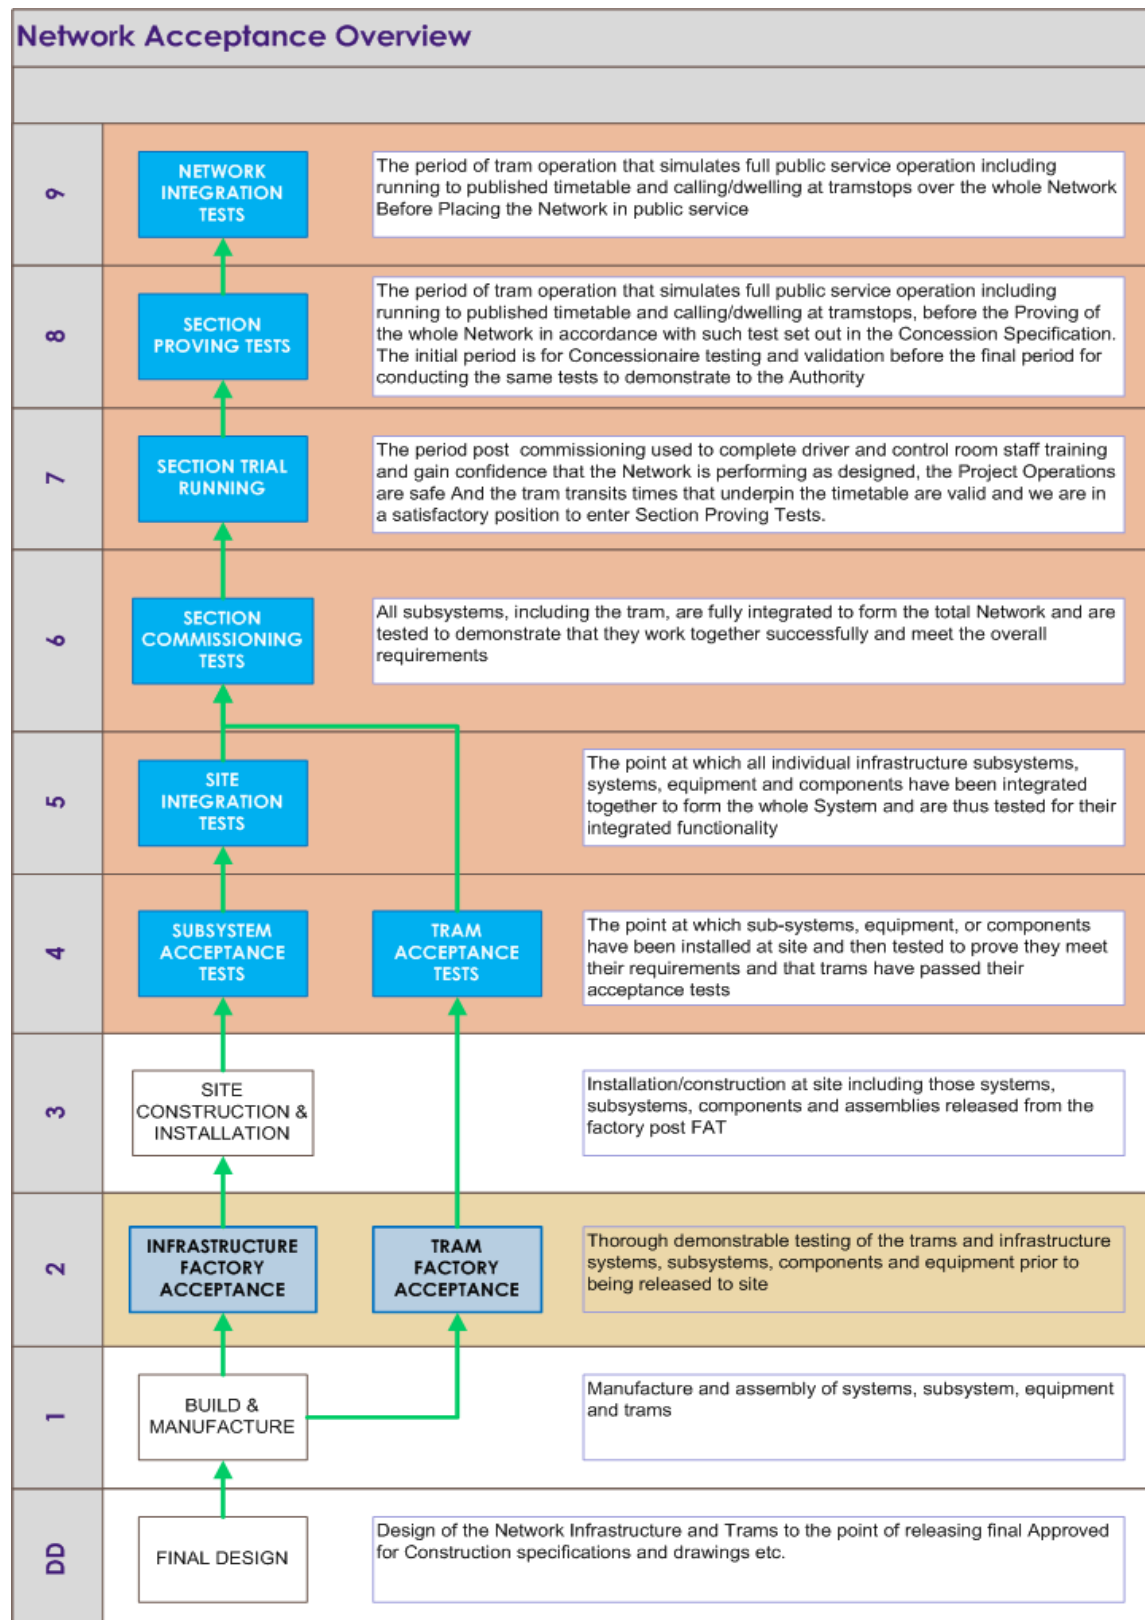 Network Acceptance Overview
9
NETWORK
INTEGRATION
TESTS
The period of tram operation that simulates full public service operation including
running to published timetable and calling/dwelling at tramstops over the whole Network
Before Placing the Network in public service
8
SECTION
PROVING TESTS
The period of tram operation that simulates full public service operation including
running to published timetable and calling/dwelling at tramstops, before the Proving of
the whole Network in accordance with such test set out in the Concession Specification.
The initial period is for Concessionaire testing and validation before the final period for
conducting the same tests to demonstrate to the Authority
7
SECTION TRIAL
RUNNING
The period post commissioning used to complete driver and control room staff training
and gain confidence that the Network is performing as designed, the Project Operations
are safe And the tram transits times that underpin the timetable are valid and we are in
a satisfactory position to enter Section Proving Tests.
6
SECTION
COMMISSIONING
TESTS
All subsystems, including the tram, are fully integrated to form the total Network and are
tested to demonstrate that they work together successfully and meet the overall
requirements
5
SITE
INTEGRATION
TESTS
The point at which all individual infrastructure subsystems,
systems, equipment and components have been integrated
together to form the whole System and are thus tested for their
integrated functionality
4
SUBSYSTEM
ACCEPTANCE
TESTS
TRAM
ACCEPTANCE
TESTS
The point at which sub-systems, equipment, or components
have been installed at site and then tested to prove they meet
their requirements and that trams have passed their
acceptance tests
3
SITE
CONSTRUCTION &
INSTALLATION
Installation/construction at site including those systems,
subsystems, components and assemblies released from the
factory post FAT
2
INFRASTRUCTURE
FACTORY
ACCEPTANCE
TRAM
FACTORY
ACCEPTANCE
Thorough demonstrable testing of the trams and infrastructure
systems, subsystems, components and equipment prior to
being released to site
1
BUILD &
MANUFACTURE
Manufacture and assembly of systems, subsystem, equipment
and trams
DD
FINAL DESIGN
Design of the Network Infrastructure and Trams to the point of releasing final Approved
for Construction specifications and drawings etc.